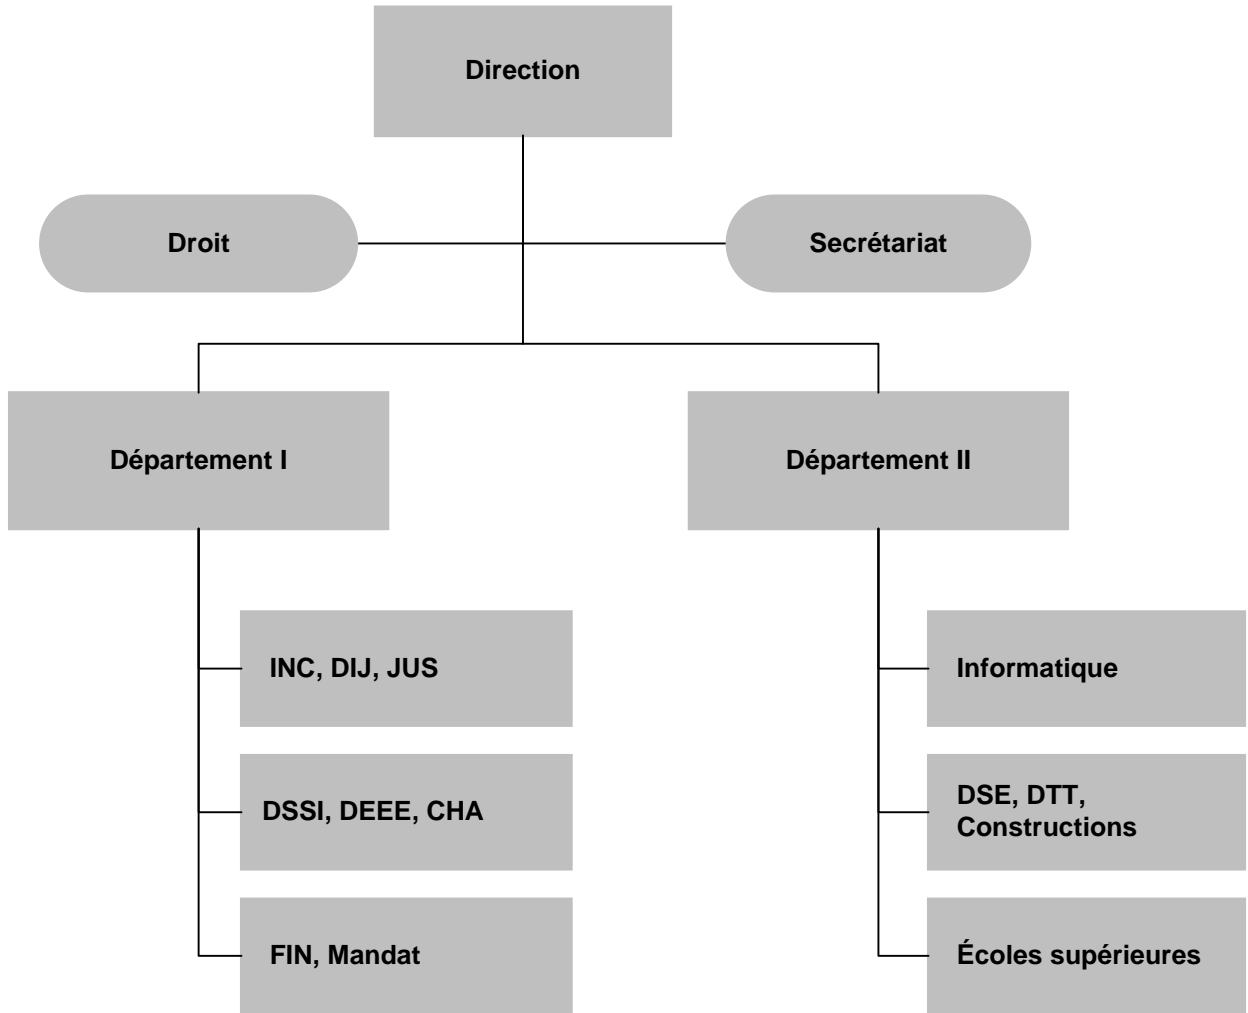 Direction
Droit
Secrétariat
Département I
Département II
INC, DIJ, JUS
Informatique
DSSI, DEEE, CHA
DSE, DTT,
Constructions
FIN, Mandat
Écoles supérieures